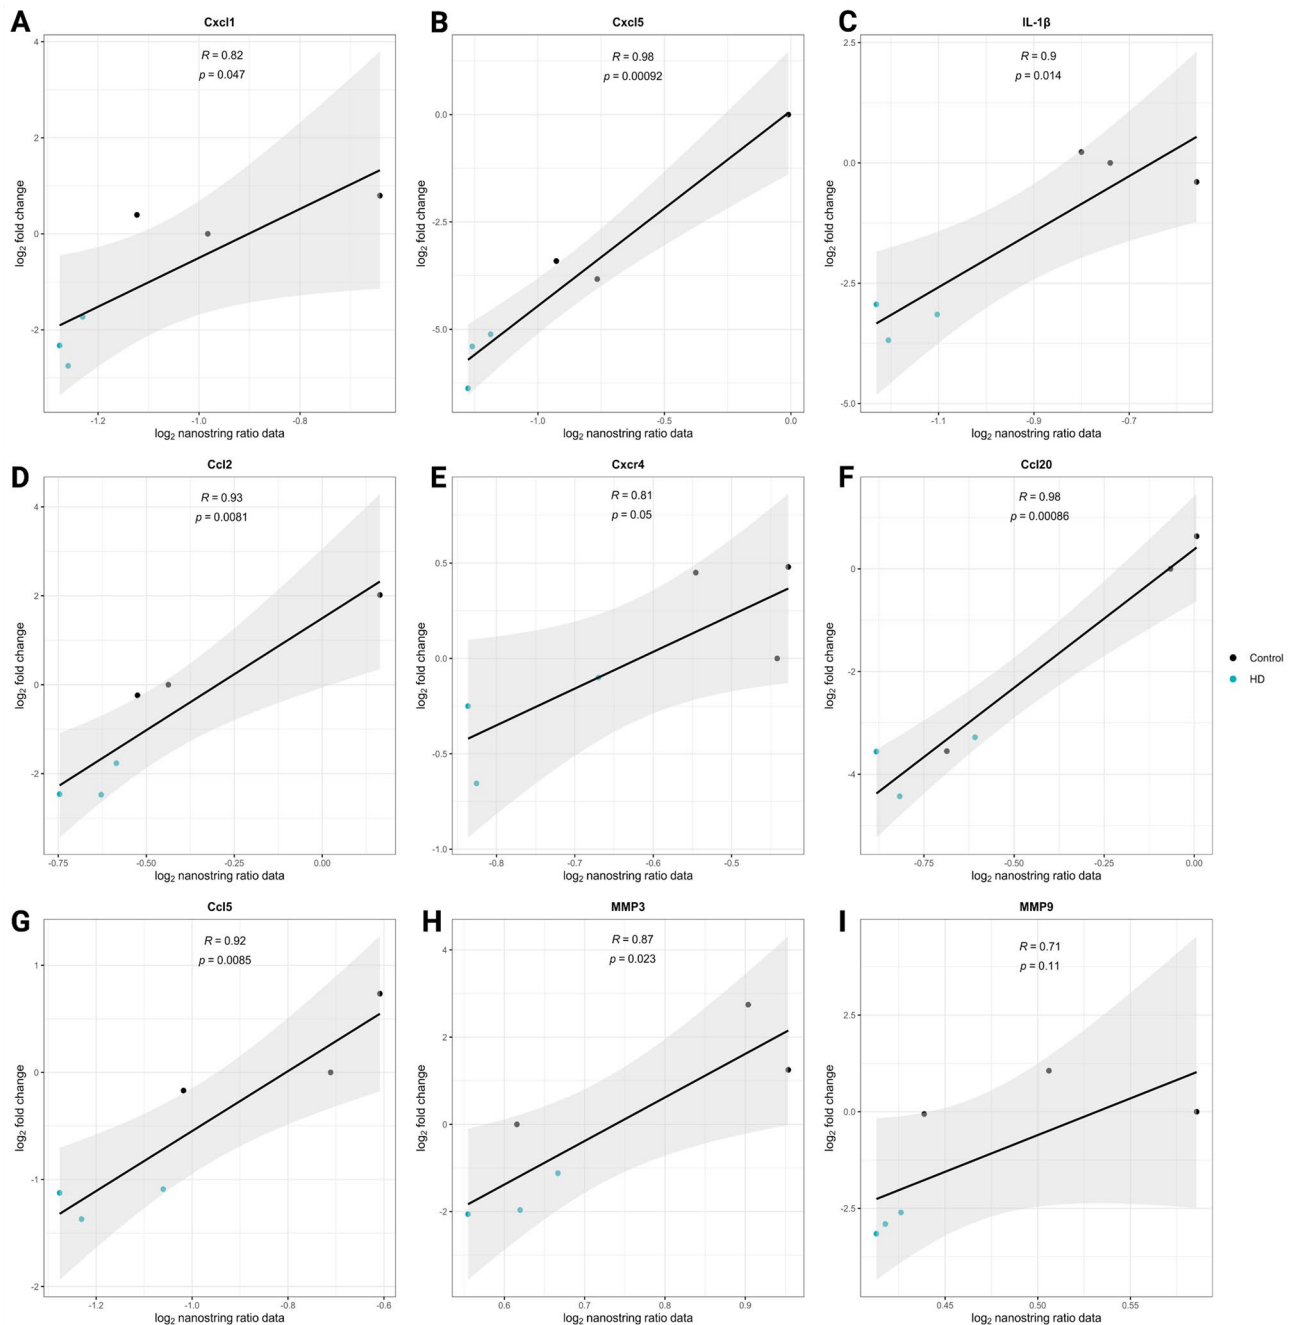 A
Cxcl1
R = 0.82
p = 0.047
4
2
0
-2
log2 fold change
-1.2
-1.0
-0.8
log2 nanostring ratio data
B
Cxcl5
R = 0.98
p = 0.00092
0.0
-2.5
-5.0
log2 fold change
-1.0
-0.5
0.0
log2 nanostring ratio data
C
IL-1β
R = 0.9
p = 0.014
2.5
0.0
-2.5
-5.0
log2 fold change
-1.1
-0.9
-0.7
log2 nanostring ratio data
D
Ccl2
R = 0.93
p = 0.0081
4
2
0
-2
log2 fold change
-0.75
-0.50
-0.25
0.00
log2 nanostring ratio data
E
Cxcr4
R = 0.81
p = 0.05
0.5
0.0
-0.5
-1.0
log2 fold change
-0.8
-0.7
-0.6
-0.5
log2 nanostring ratio data
F
Ccl20
R = 0.98
p = 0.00086
0
-2
-4
log2 fold change
-0.75
-0.50
-0.25
0.00
log2 nanostring ratio data
Control
HD
G
Ccl5
R = 0.92
p = 0.0085
1
0
-1
-2
log2 fold change
-1.2
-1.0
-0.8
-0.6
log2 nanostring ratio data
H
MMP3
R = 0.87
p = 0.023
4
2
0
-2
log2 fold change
0.6
0.7
0.8
0.9
log2 nanostring ratio data
I
MMP9
R = 0.71
p = 0.11
2.5
0.0
-2.5
log2 fold change
0.45
0.50
0.55
log2 nanostring ratio data